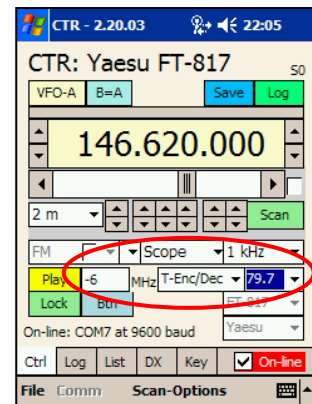 CTR - 2.20.03 22:05
CTR: Yaesu FT-817 S0
VFO-A B=A Save Log
146.620.000
2 m Scan
FM Scope 1 kHz
Play -6 MHz T-Enc/Dec 79.7
Lock Btn FT-817
On-line: COM7 at 9600 baud Yaesu
Ctrl Log List DX Key On-line
File Comm Scan-Options